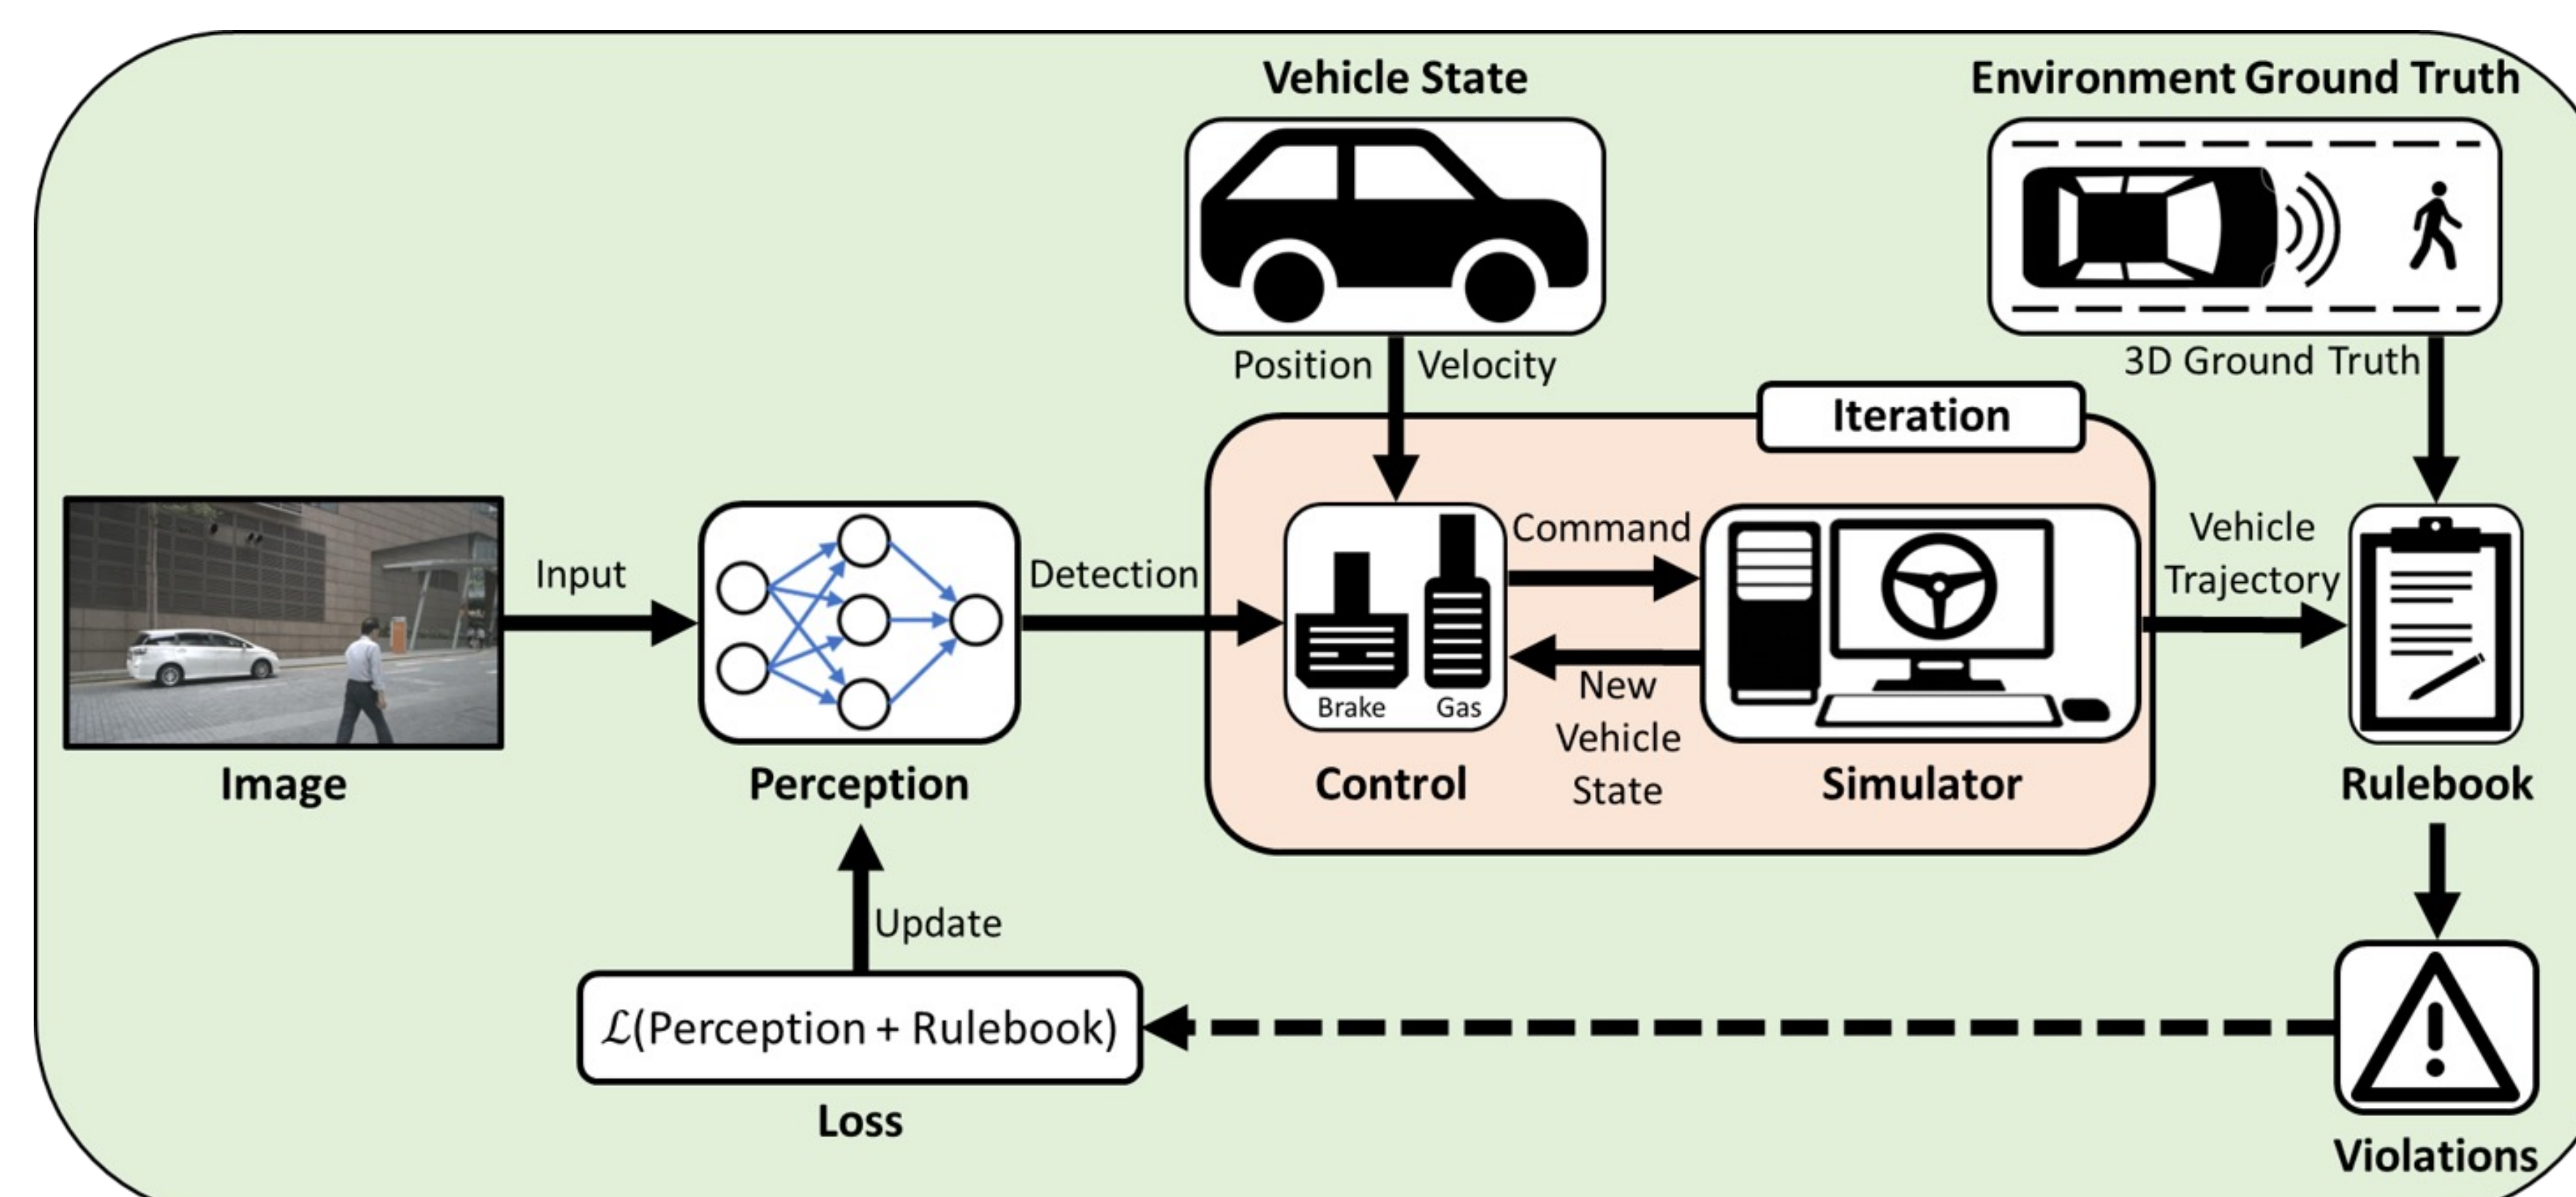 Vehicle State
Environment Ground Truth
Position Velocity
3D Ground Truth
Iteration
Input
Detection
Command
Vehicle
Trajectory
New
Vehicle
State
Brake Gas
Image
Perception
Control
Simulator
Rulebook
Update
ℒ(Perception + Rulebook)
Loss
Violations